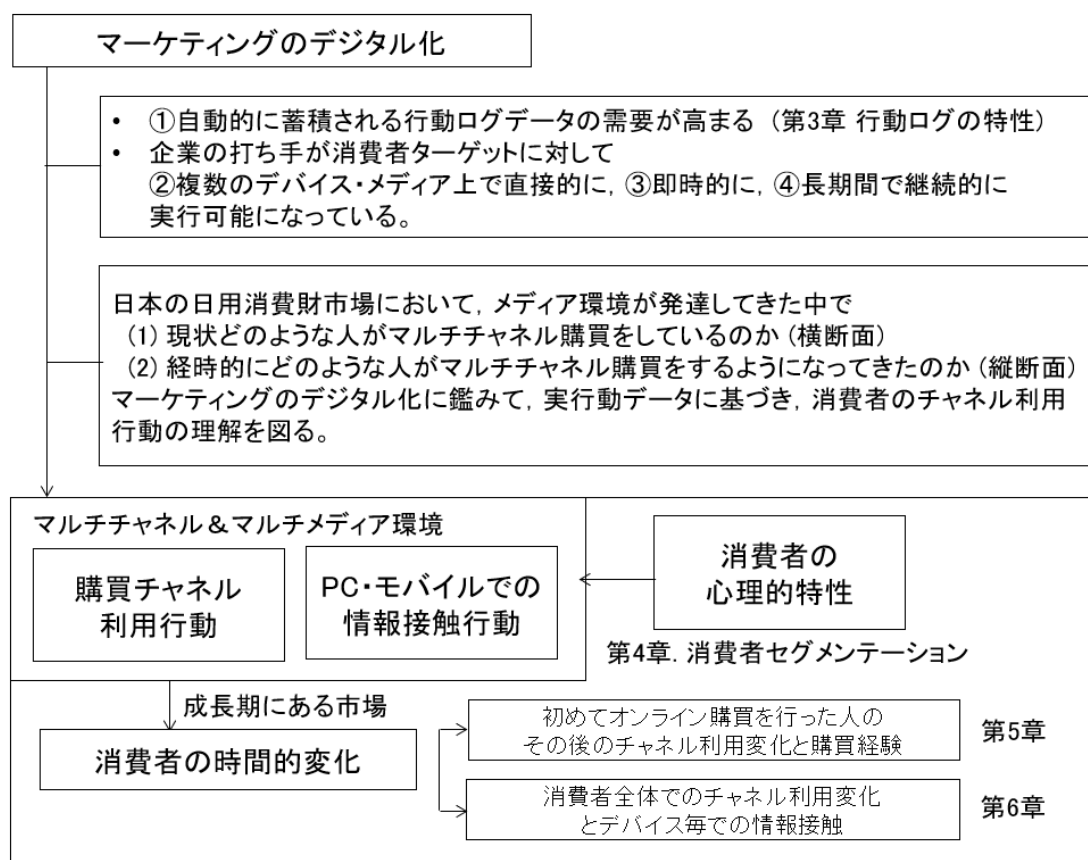 マーケティングのデジタル化
• ①自動的に蓄積される行動ログデータの需要が高まる (第3章 行動ログの特性)
• 企業の打ち手が消費者ターゲットに対して
②複数のデバイス・メディア上で直接的に, ③即時的に, ④長期間で継続的に
実行可能になっている。
日本の日用消費財市場において, メディア環境が発達してきた中で
(1) 現状どのような人がマルチチャネル購買をしているのか (横断面)
(2) 経時的にどのような人がマルチチャネル購買をするようになってきたのか (縦断面)
マーケティングのデジタル化に鑑みて, 実行動データに基づき, 消費者のチャネル利用
行動の理解を図る。
マルチチャネル＆マルチメディア環境
購買チャネル
利用行動
PC・モバイルでの
情報接触行動
消費者の
心理的特性
第4章. 消費者セグメンテーション
成長期にある市場
消費者の時間的変化
初めてオンライン購買を行った人の
その後のチャネル利用変化と購買経験
第5章
消費者全体でのチャネル利用変化
とデバイス毎での情報接触
第6章